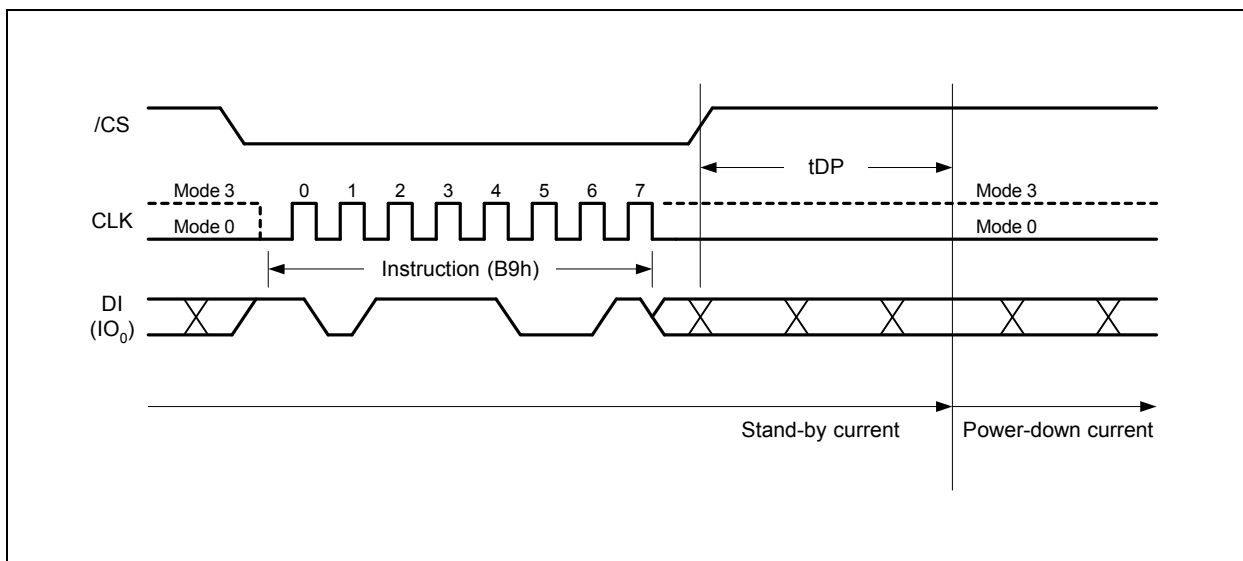 /CS
tDP
Mode 3
0 1 2 3 4 5 6 7
Mode 3
CLK
Mode 0
Mode 0
Instruction (B9h)
DI
(IO0)
Stand-by current
Power-down current